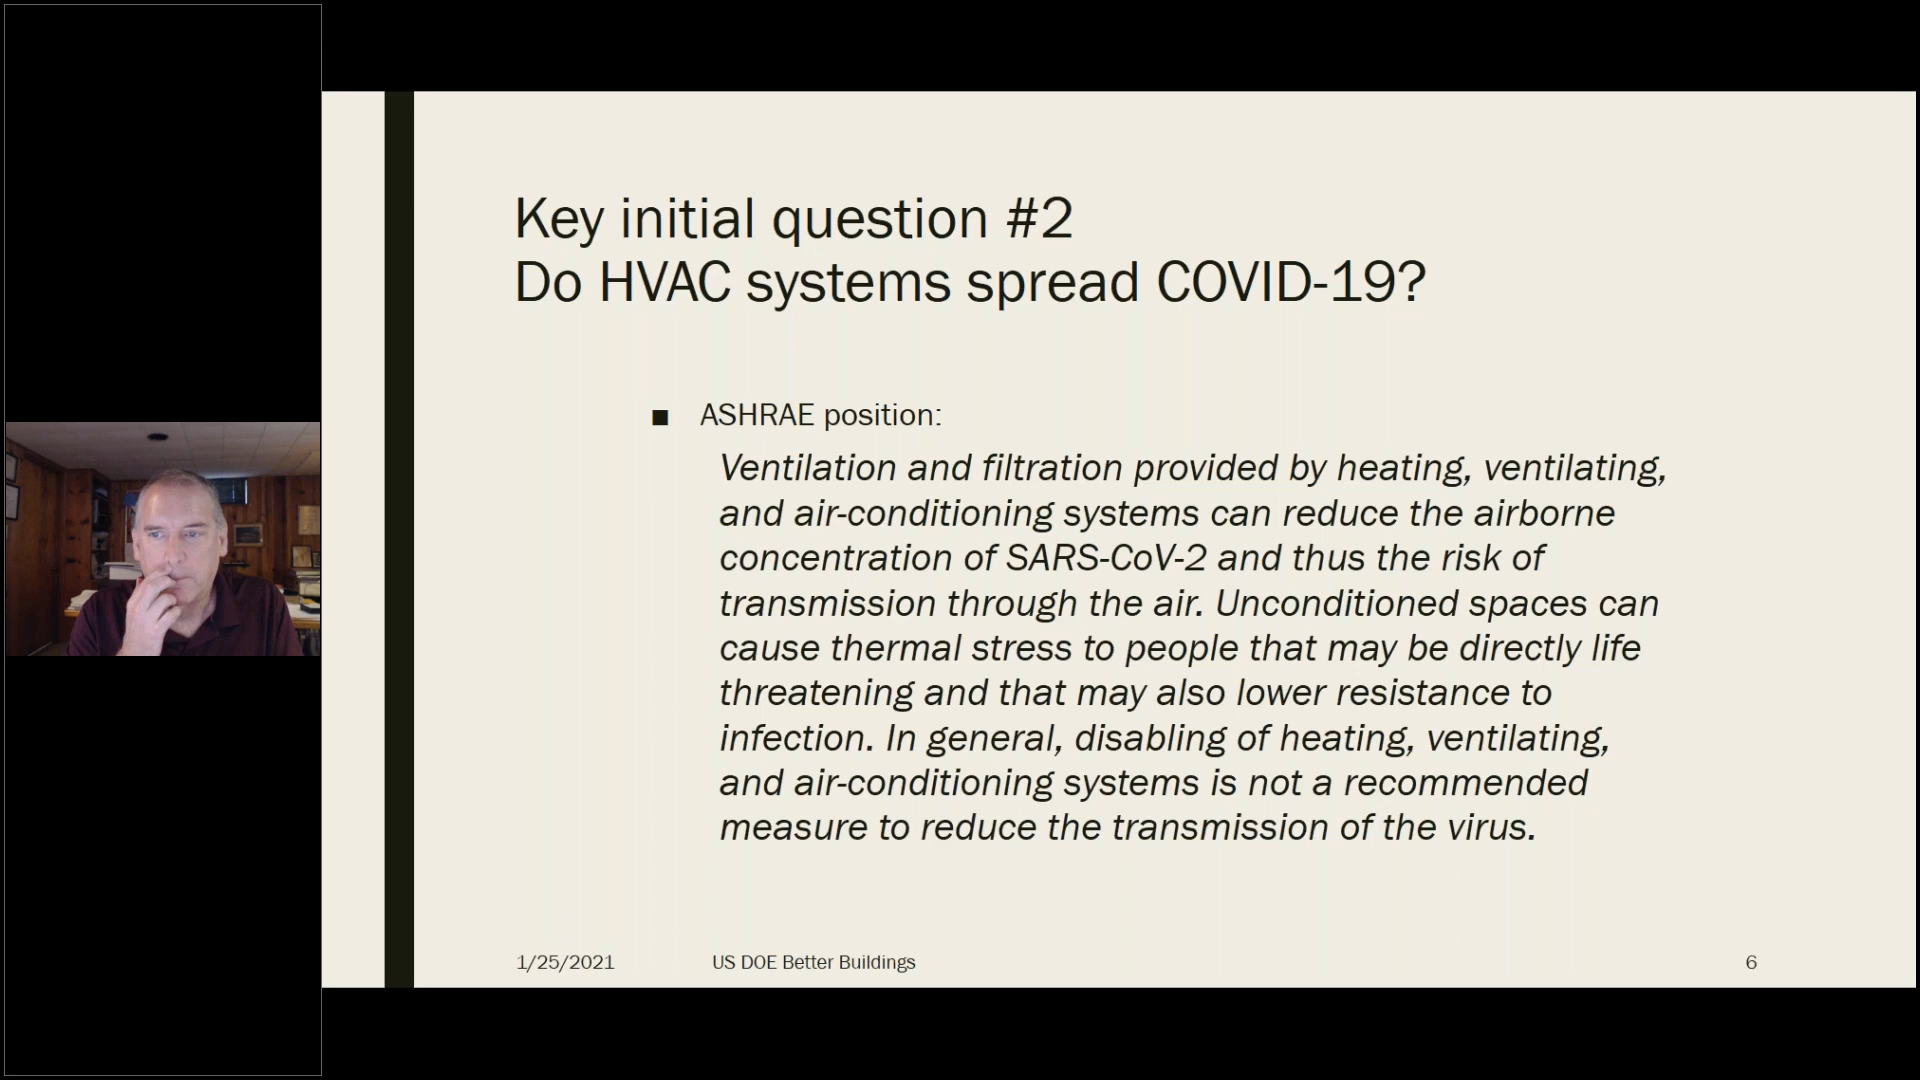 Key initial question #2
Do HVAC systems spread COVID-19?
■ ASHRAE position:
Ventilation and filtration provided by heating, ventilating,
and air-conditioning systems can reduce the airborne
concentration of SARS-CoV-2 and thus the risk of
transmission through the air. Unconditioned spaces can
cause thermal stress to people that may be directly life
threatening and that may also lower resistance to
infection. In general, disabling of heating, ventilating,
and air-conditioning systems is not a recommended
measure to reduce the transmission of the virus.
1/25/2021 US DOE Better Buildings 6